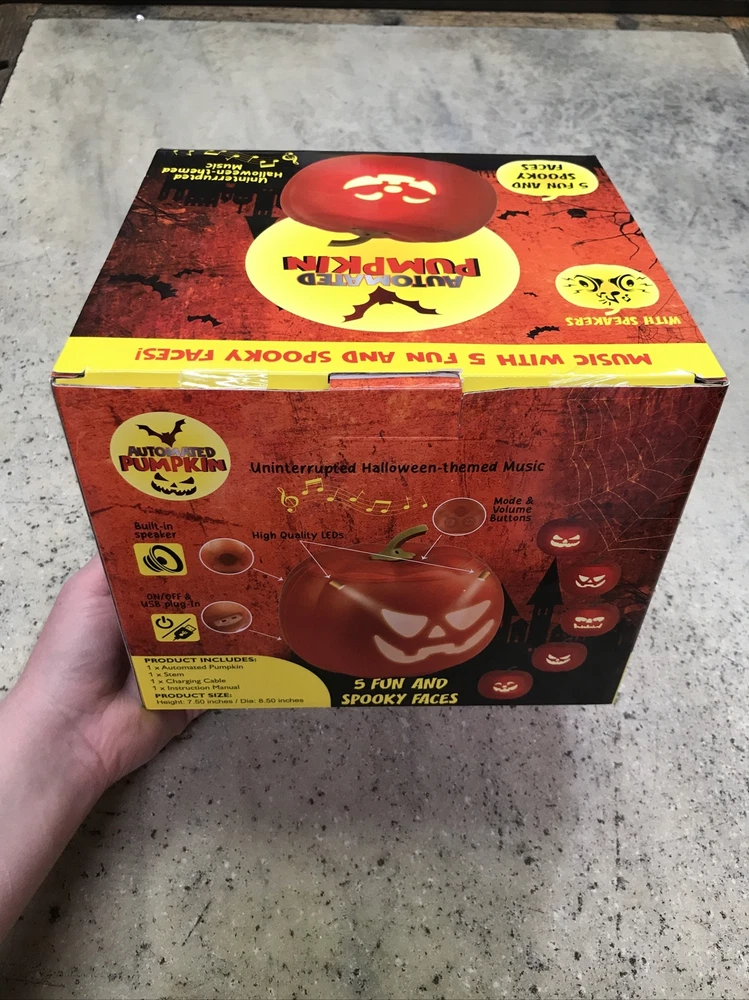 Uninterrupted
Halloween-themed
Music
5 FUN AND
SPOOKY
FACES
AUTOMATED
PUMPKIN
WITH SPEAKERS
MUSIC WITH 5 FUN AND SPOOKY FACES!
AUTOMATED
PUMPKIN
Uninterrupted Halloween-themed Music
Mode &
Volume
Buttons
Built-in
speaker
High Quality LEDs
ON/OFF &
USB plug-In
PRODUCT INCLUDES:
1 x Automated Pumpkin
1 x Stem
1 x Charging Cable
1 x Instruction Manual
PRODUCT SIZE:
Height: 7.50 inches / Dia: 8.50 inches
5 FUN AND
SPOOKY FACES